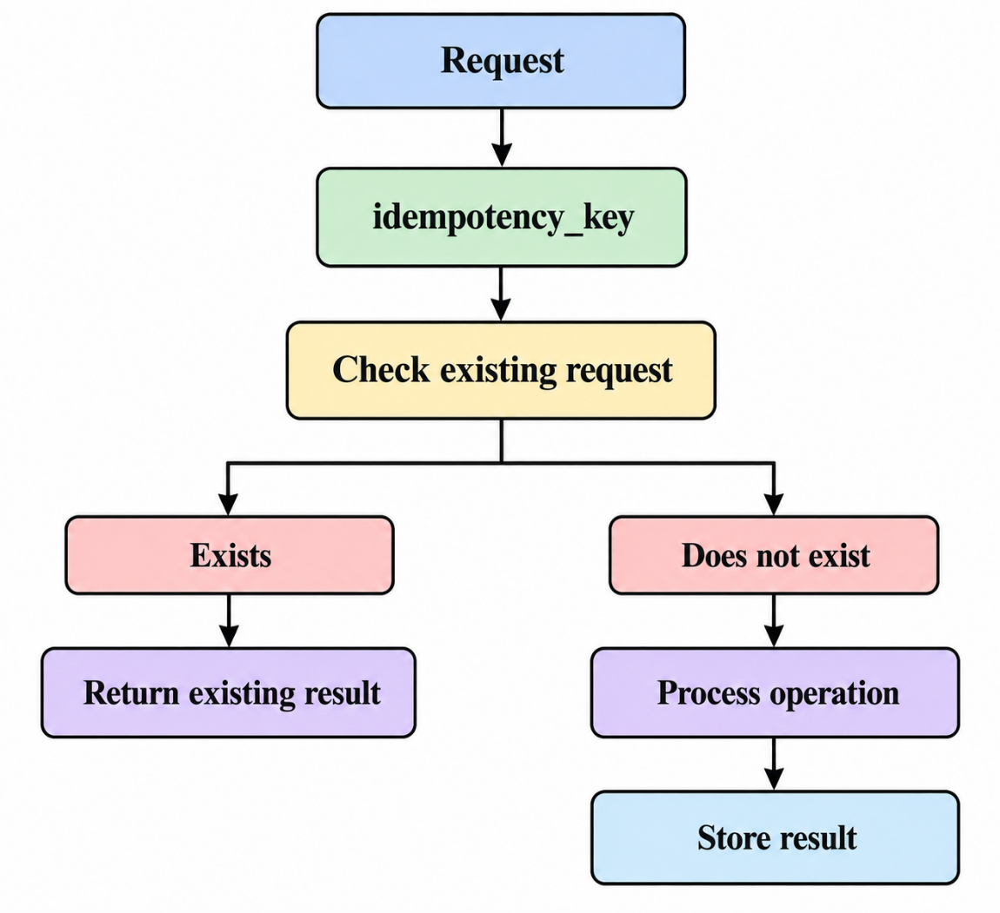 Request
idempotency_key
Check existing request
Exists
Does not exist
Return existing result
Process operation
Store result